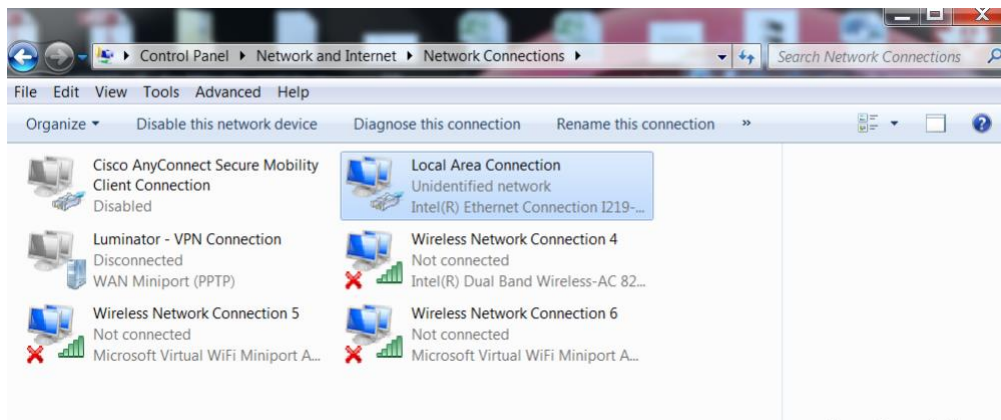 Control Panel Network and Internet Network Connections Search Network Connections
File Edit View Tools Advanced Help
Organize Disable this network device Diagnose this connection Rename this connection »
Cisco AnyConnect Secure Mobility
Client Connection
Disabled
Local Area Connection
Unidentified network
Intel(R) Ethernet Connection I219-...
Luminator - VPN Connection
Disconnected
WAN Miniport (PPTP)
Wireless Network Connection 4
Not connected
Intel(R) Dual Band Wireless-AC 82...
Wireless Network Connection 5
Not connected
Microsoft Virtual WiFi Miniport A...
Wireless Network Connection 6
Not connected
Microsoft Virtual WiFi Miniport A...